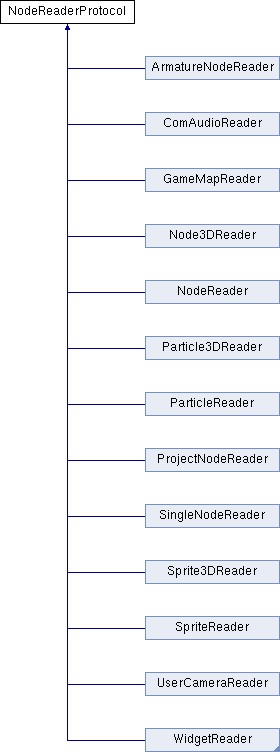 NodeReaderProtocol
ArmatureNodeReader
ComAudioReader
GameMapReader
Node3DReader
NodeReader
Particle3DReader
ParticleReader
ProjectNodeReader
SingleNodeReader
Sprite3DReader
SpriteReader
UserCameraReader
WidgetReader